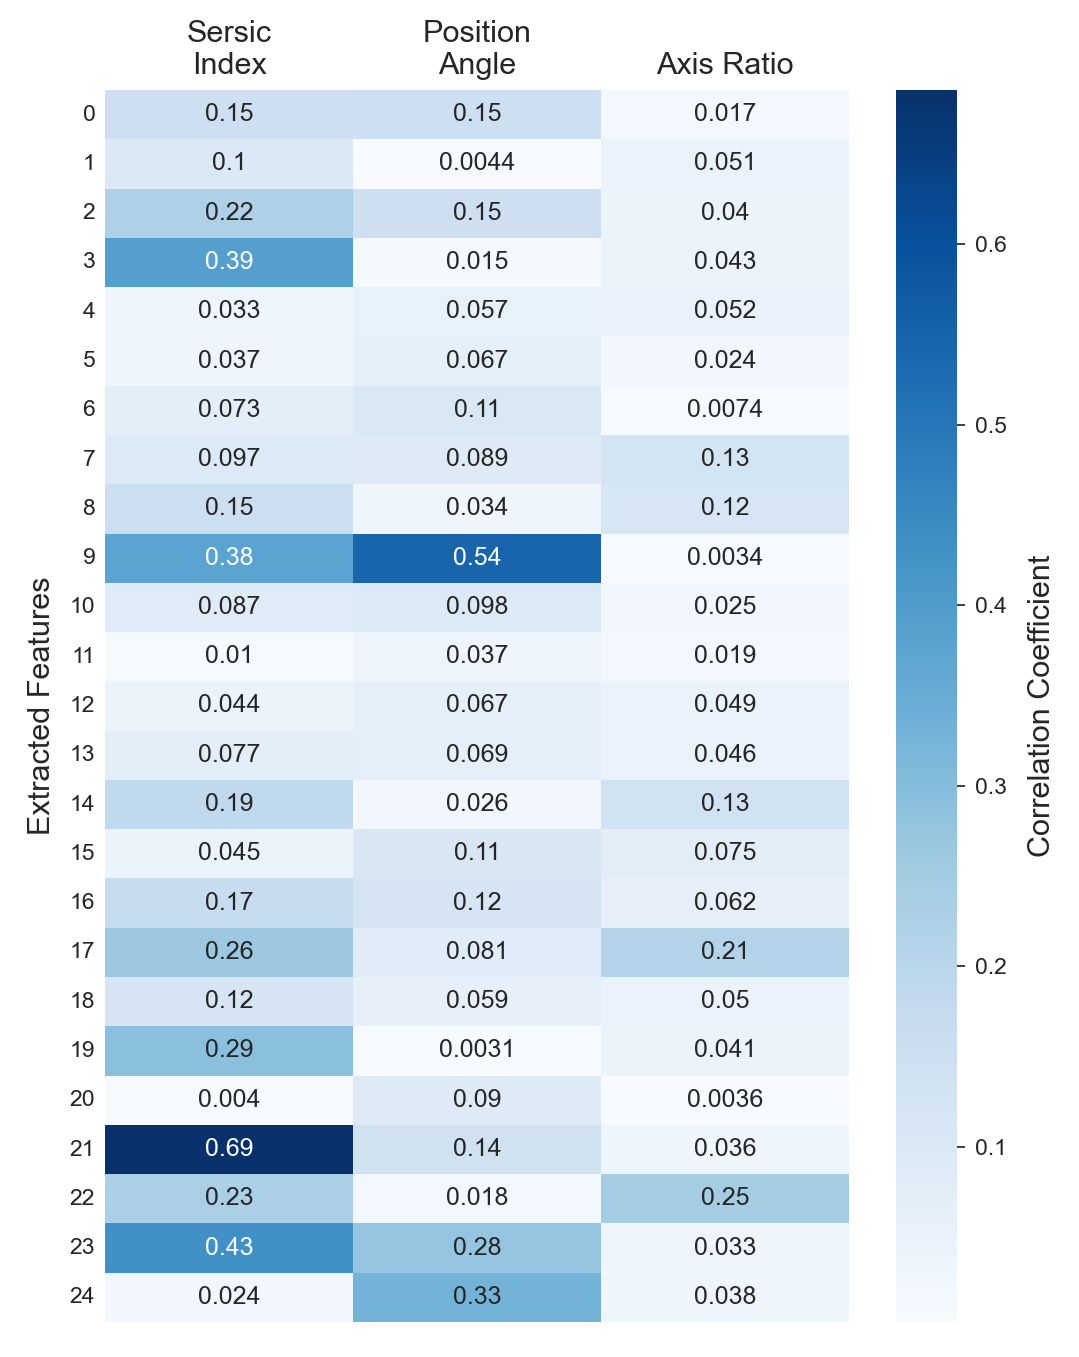 Sersic
Index
Position
Angle
Axis Ratio
0 0.15 0.15 0.017
1 0.1 0.0044 0.051
2 0.22 0.15 0.04
3 0.39 0.015 0.043
4 0.033 0.057 0.052
5 0.037 0.067 0.024
6 0.073 0.11 0.0074
7 0.097 0.089 0.13
8 0.15 0.034 0.12
9 0.38 0.54 0.0034
10 0.087 0.098 0.025
11 0.01 0.037 0.019
12 0.044 0.067 0.049
13 0.077 0.069 0.046
14 0.19 0.026 0.13
15 0.045 0.11 0.075
16 0.17 0.12 0.062
17 0.26 0.081 0.21
18 0.12 0.059 0.05
19 0.29 0.0031 0.041
20 0.004 0.09 0.0036
21 0.69 0.14 0.036
22 0.23 0.018 0.25
23 0.43 0.28 0.033
24 0.024 0.33 0.038
Extracted Features
0.6
0.5
0.4
0.3
0.2
0.1
Correlation Coefficient